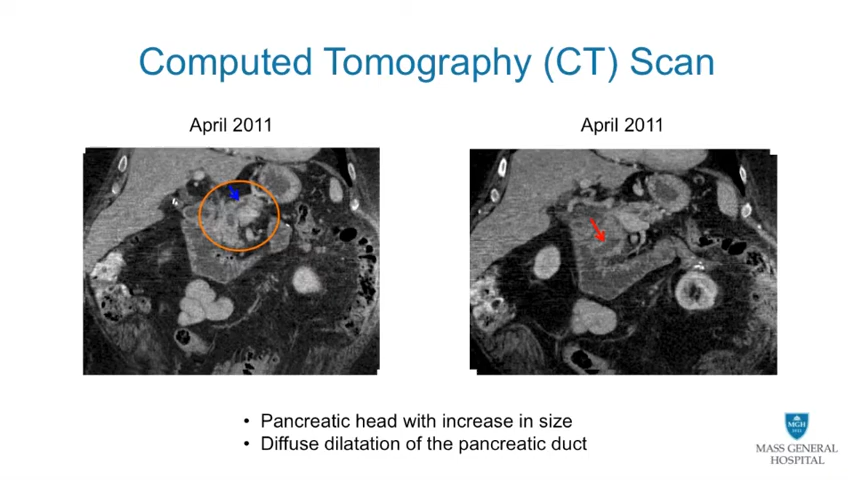 Computed Tomography (CT) Scan
April 2011
April 2011
• Pancreatic head with increase in size
• Diffuse dilatation of the pancreatic duct
MGH
1811
MASS GENERAL
HOSPITAL